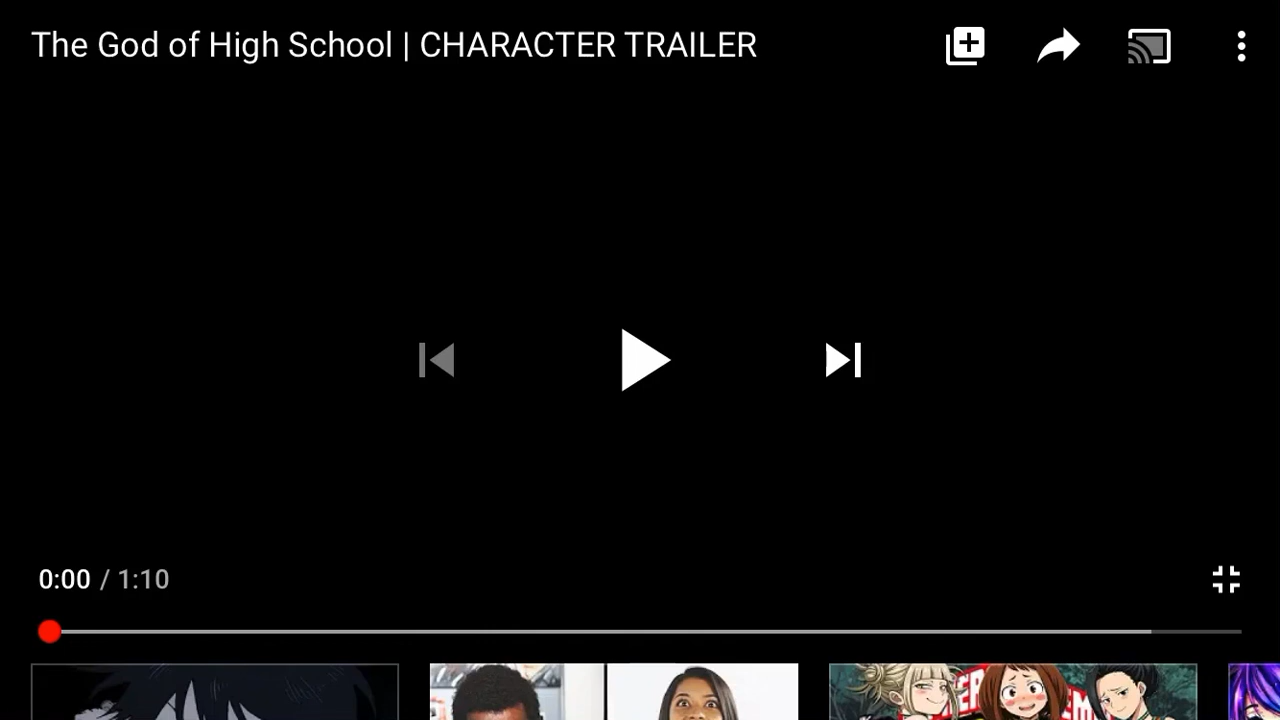 The God of High School | CHARACTER TRAILER
0:00 / 1:10